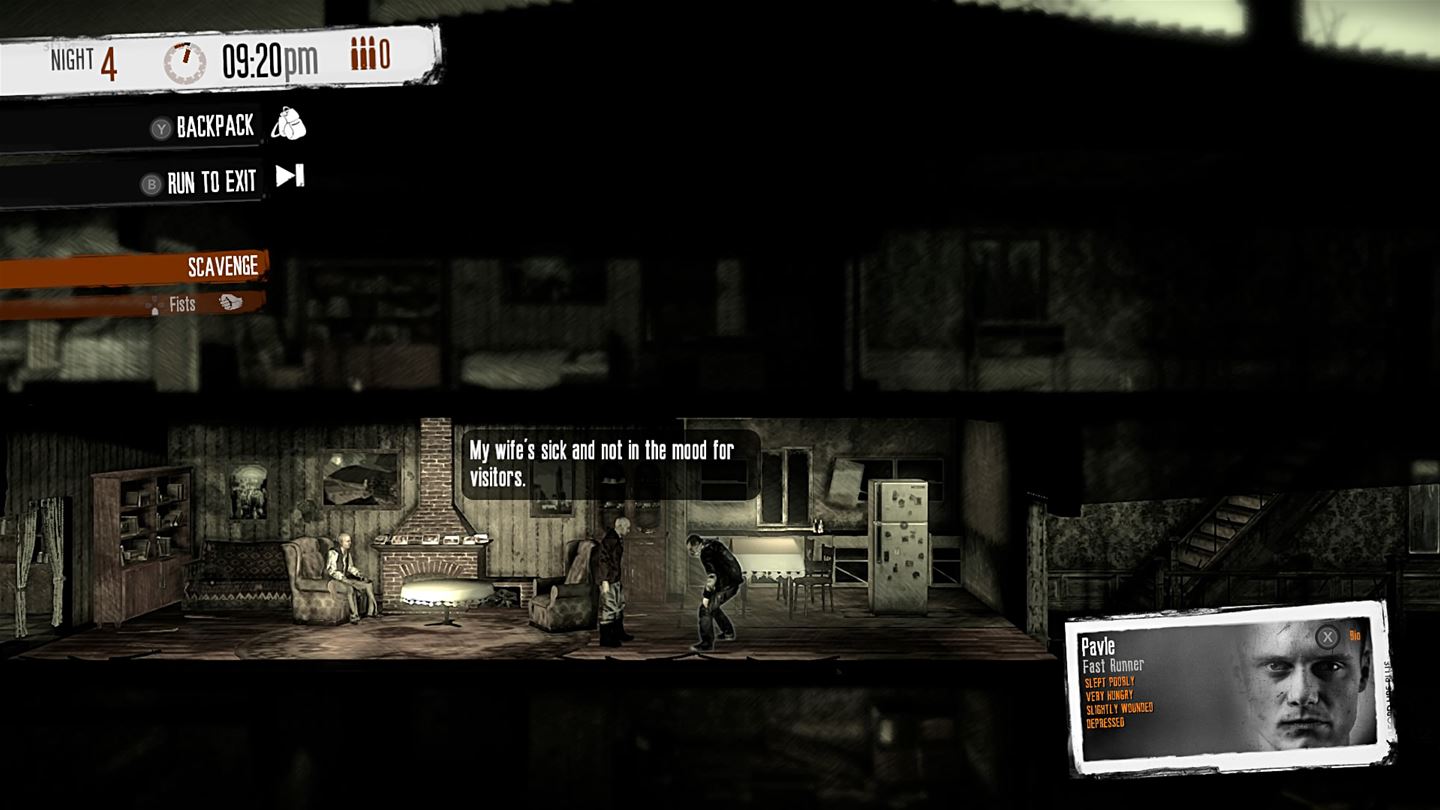 NIGHT 4
09:20pm
0
Y BACKPACK
B RUN TO EXIT
SCAVENGE
Fists
My wife's sick and not in the mood for
visitors.
Pavle
X Bio
Fast Runner
SLEPT POORLY
VERY HUNGRY
SLIGHTLY WOUNDED
DEPRESSED